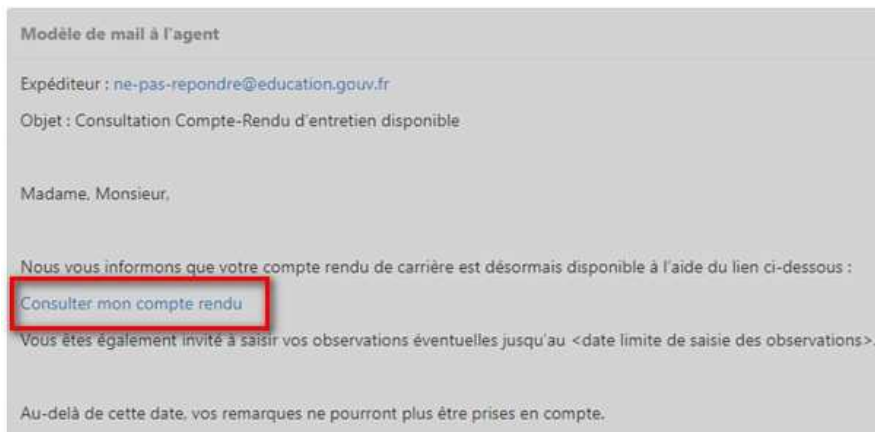 Modèle de mail à l'agent
Expéditeur : ne-pas-repondre@education.gouv.fr
Objet : Consultation Compte-Rendu d'entretien disponible
Madame, Monsieur,
Nous vous informons que votre compte rendu de carrière est désormais disponible à l'aide du lien ci-dessous :
Consulter mon compte rendu
Vous êtes également invité à saisir vos observations éventuelles jusqu'au <date limite de saisie des observations>.
Au-delà de cette date, vos remarques ne pourront plus être prises en compte.